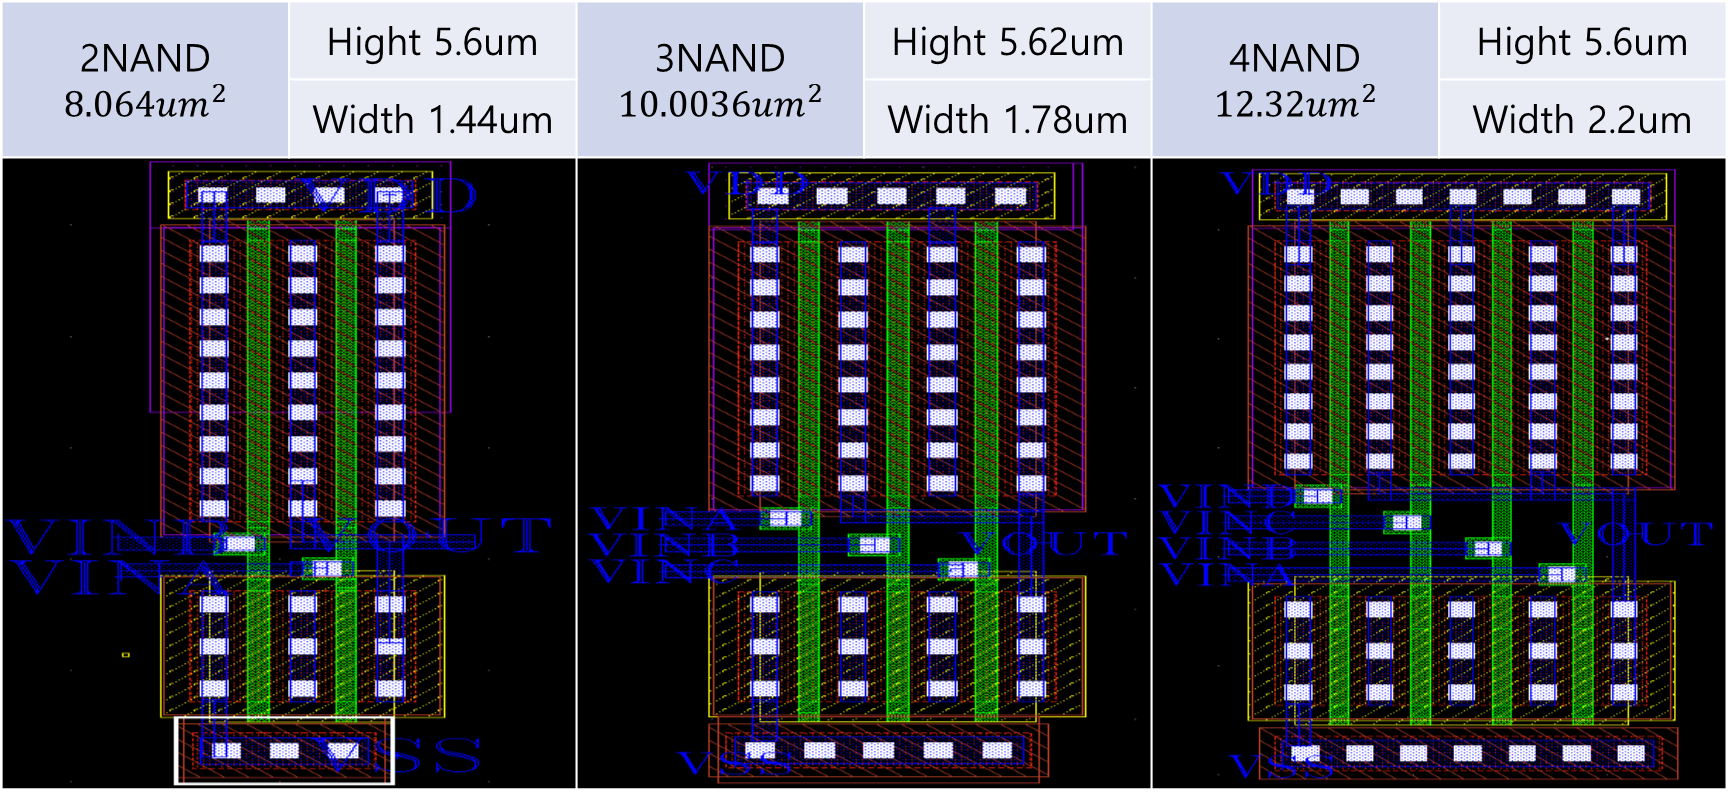 2NAND
8.064um²
Hight 5.6um
Width 1.44um
3NAND
10.0036um²
Hight 5.62um
Width 1.78um
4NAND
12.32um²
Hight 5.6um
Width 2.2um
VDD
VINB
VOUT
VINA
VSS
VDD
VINA
VINB
VOUT
VINC
VSS
VDD
VIND
VINC
VOUT
VINB
VINA
VSS